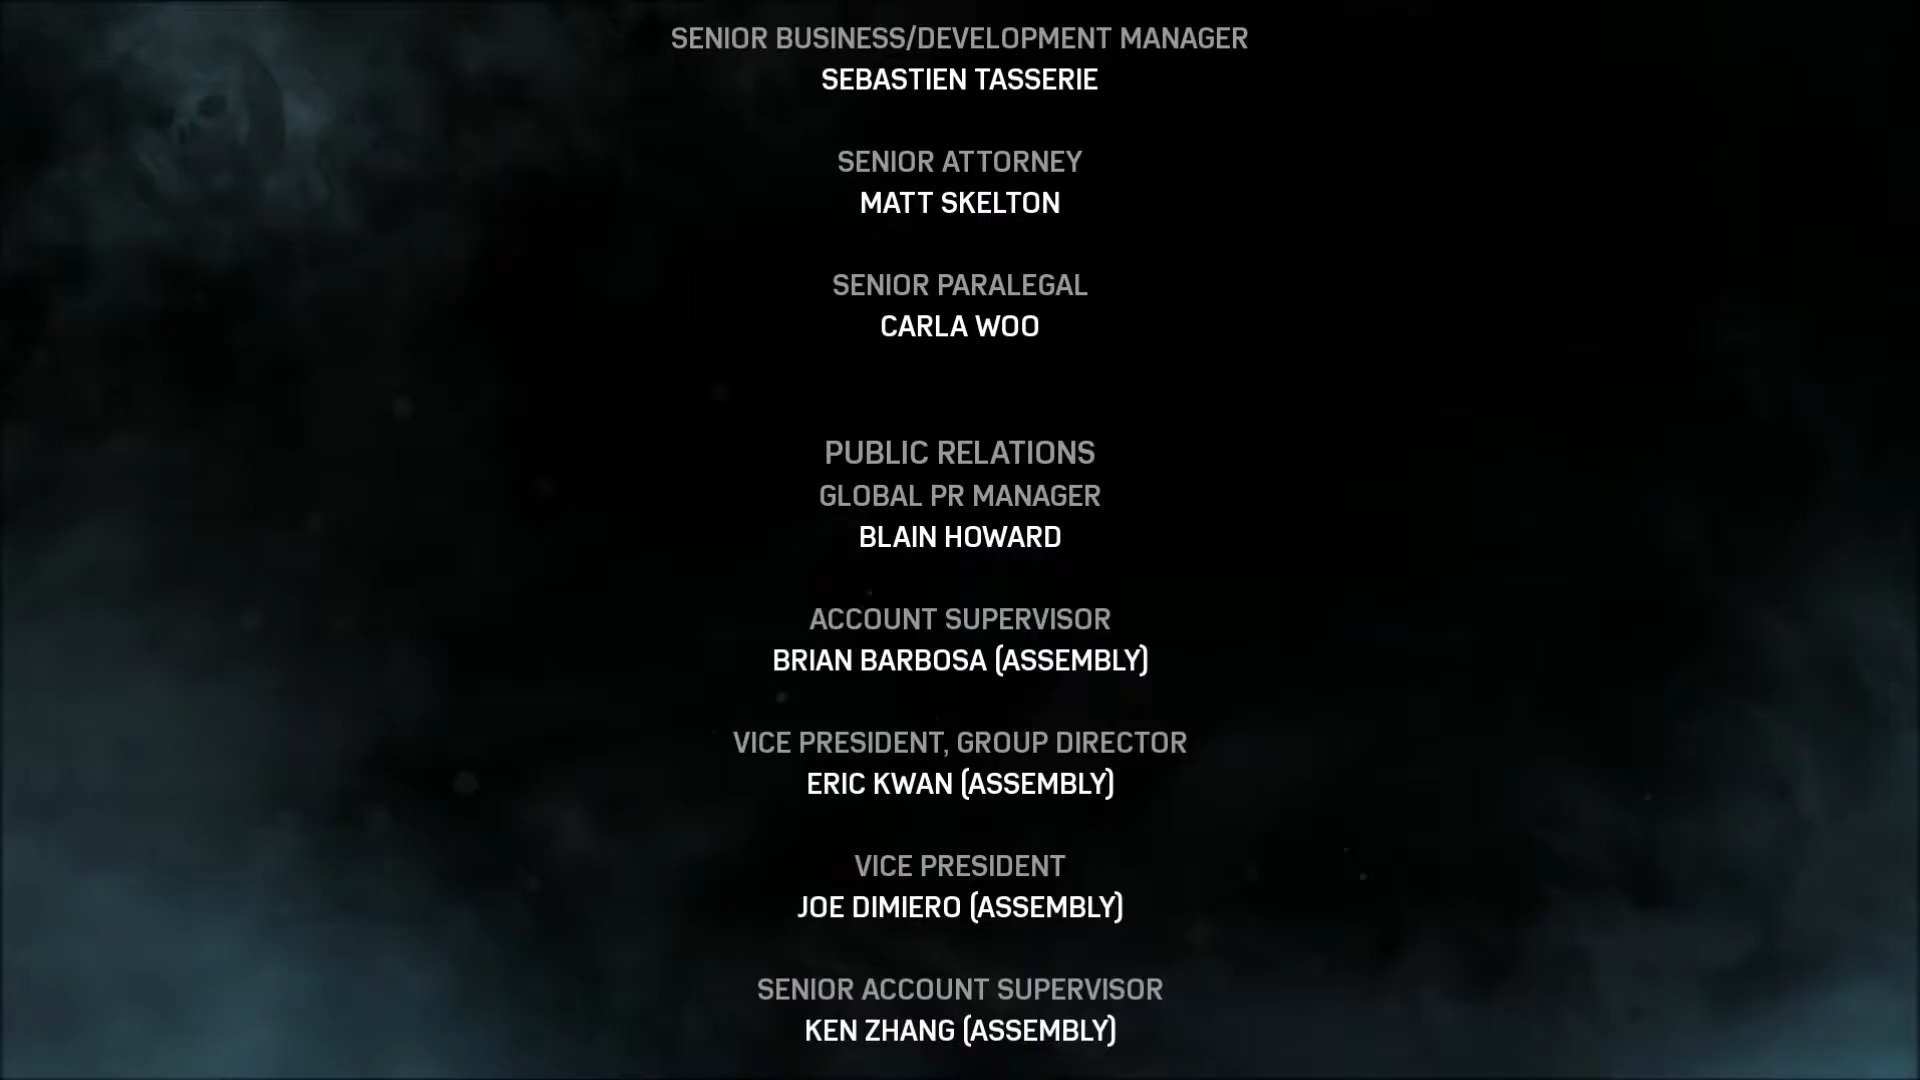 SENIOR BUSINESS/DEVELOPMENT MANAGER
SEBASTIEN TASSERIE
SENIOR ATTORNEY
MATT SKELTON
SENIOR PARALEGAL
CARLA WOO
PUBLIC RELATIONS
GLOBAL PR MANAGER
BLAIN HOWARD
ACCOUNT SUPERVISOR
BRIAN BARBOSA (ASSEMBLY)
VICE PRESIDENT, GROUP DIRECTOR
ERIC KWAN (ASSEMBLY)
VICE PRESIDENT
JOE DIMIERO (ASSEMBLY)
SENIOR ACCOUNT SUPERVISOR
KEN ZHANG (ASSEMBLY)